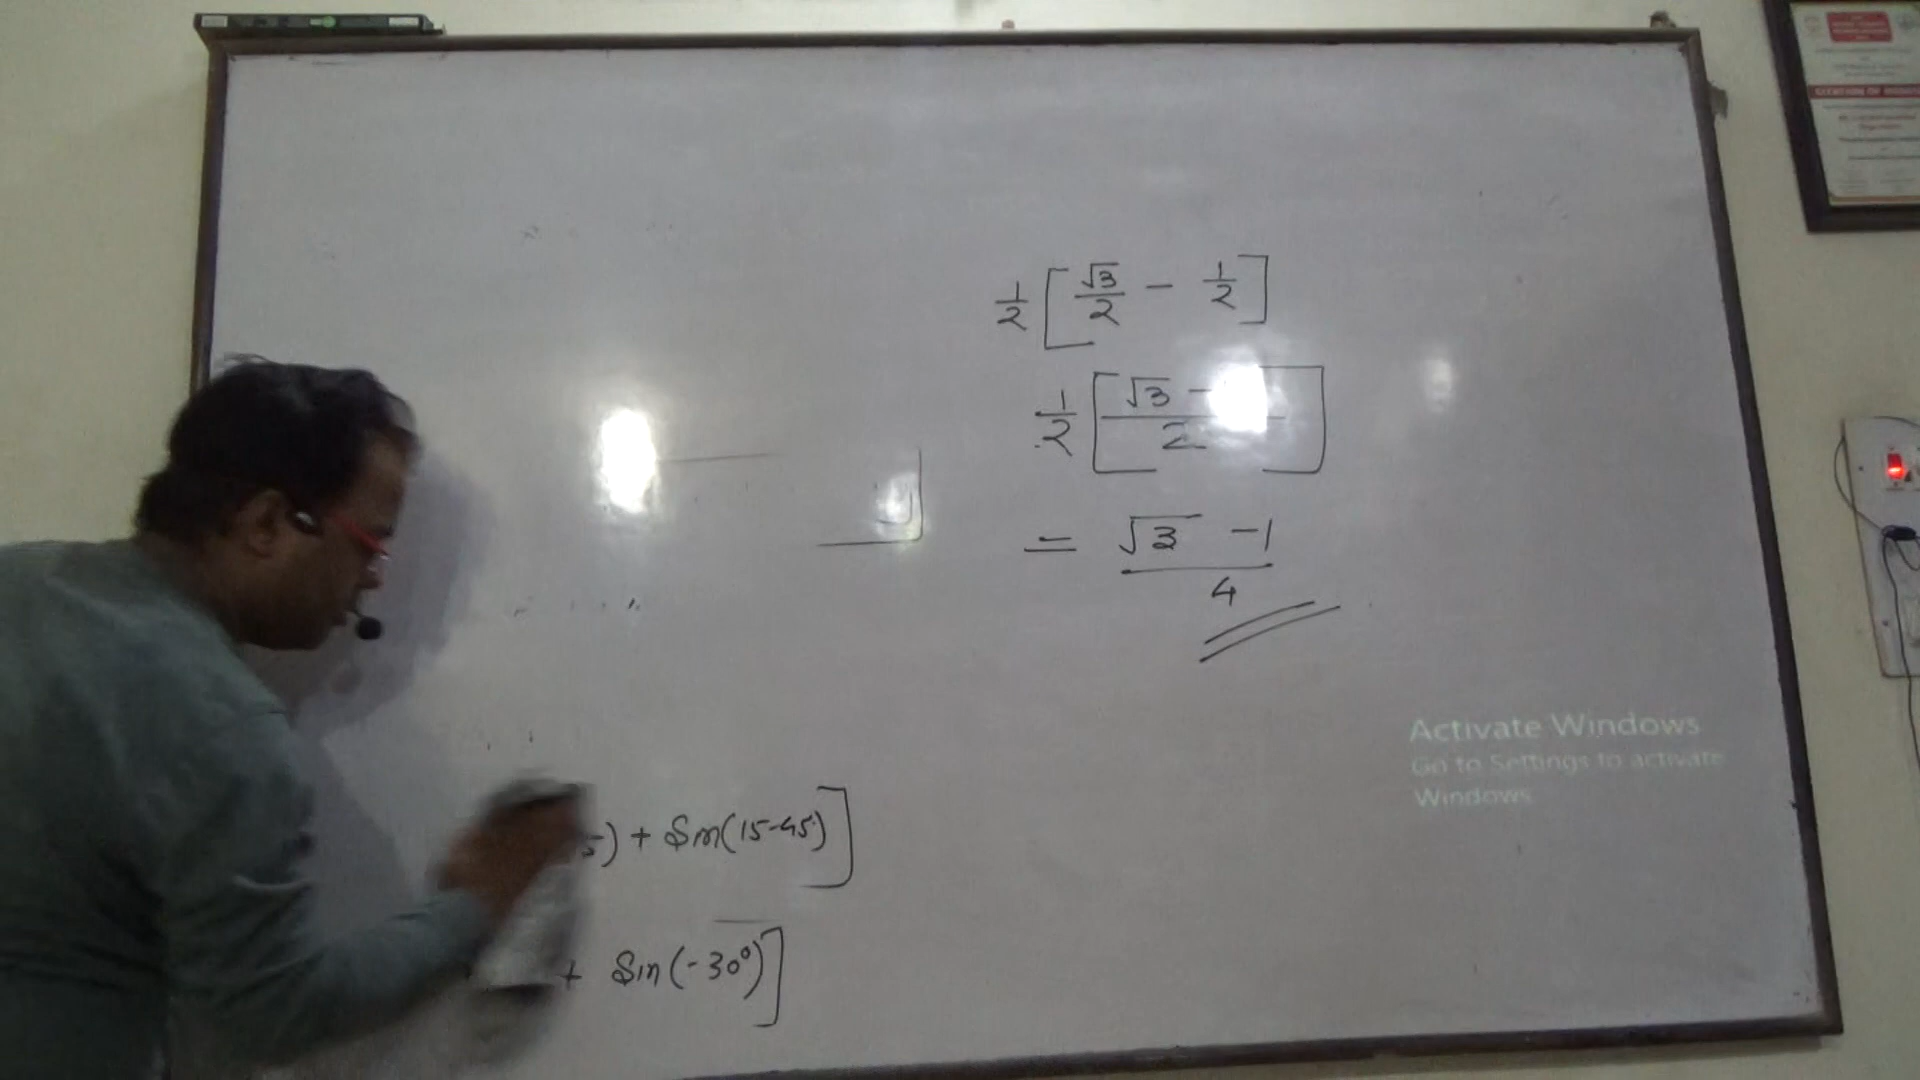 1/2 [ √3/2 - 1/2 ]
1/2 [ √3 - / 2 ]
= √3 -1 / 4
5) + Sin(15-45) ]
+ Sin(-30°) ]
Activate Windows
Go to Settings to activate
Windows.